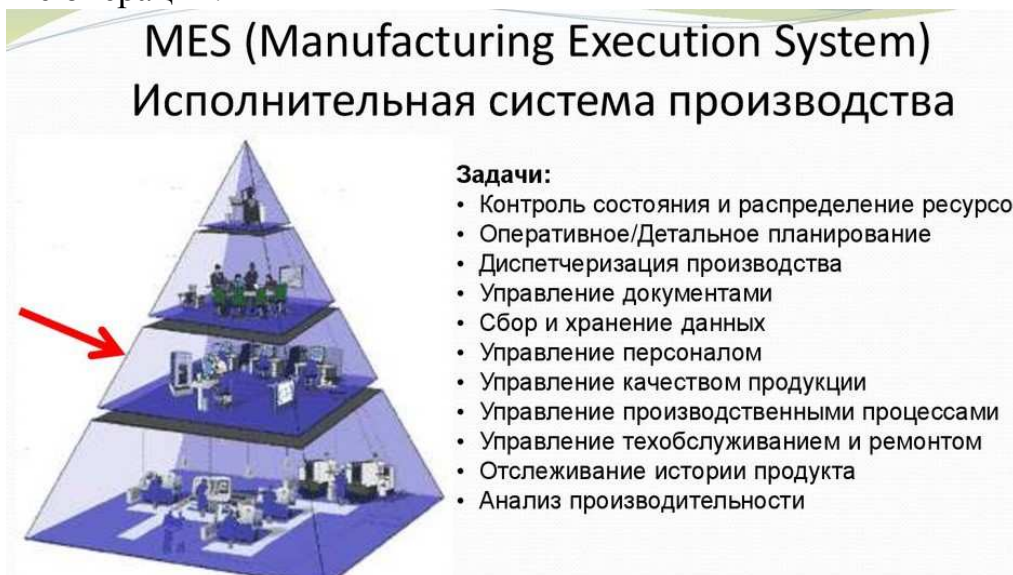 MES (Manufacturing Execution System)
Исполнительная система производства
Задачи:
• Контроль состояния и распределение ресурсо
• Оперативное/Детальное планирование
• Диспетчеризация производства
• Управление документами
• Сбор и хранение данных
• Управление персоналом
• Управление качеством продукции
• Управление производственными процессами
• Управление техобслуживанием и ремонтом
• Отслеживание истории продукта
• Анализ производительности